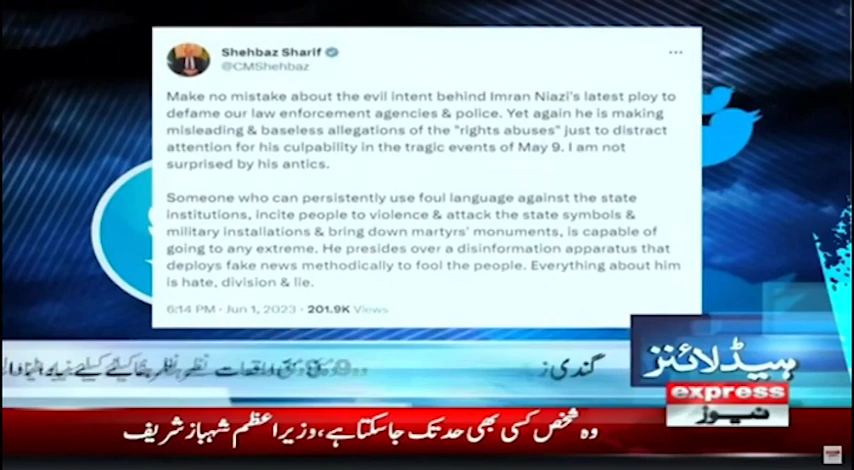 Shehbaz Sharif
@CMShehbaz
Make no mistake about the evil intent behind Imran Niazi's latest ploy to
defame our law enforcement agencies & police. Yet again he is making
misleading & baseless allegations of the "rights abuses" just to distract
attention for his culpability in the tragic events of May 9. I am not
surprised by his antics.
Someone who can persistently use foul language against the state
institutions, incite people to violence & attack the state symbols &
military installations & bring down martyrs' monuments, is capable of
going to any extreme. He presides over a disinformation apparatus that
deploys fake news methodically to fool the people. Everything about him
is hate, division & lie.
6:14 PM · Jun 1, 2023 · 201.9K Views
گندی ز
ہیڈلائنز
express
نیوز
وہ شخص کسی بھی حد تک جا سکتا ہے، وزیراعظم شہباز شریف